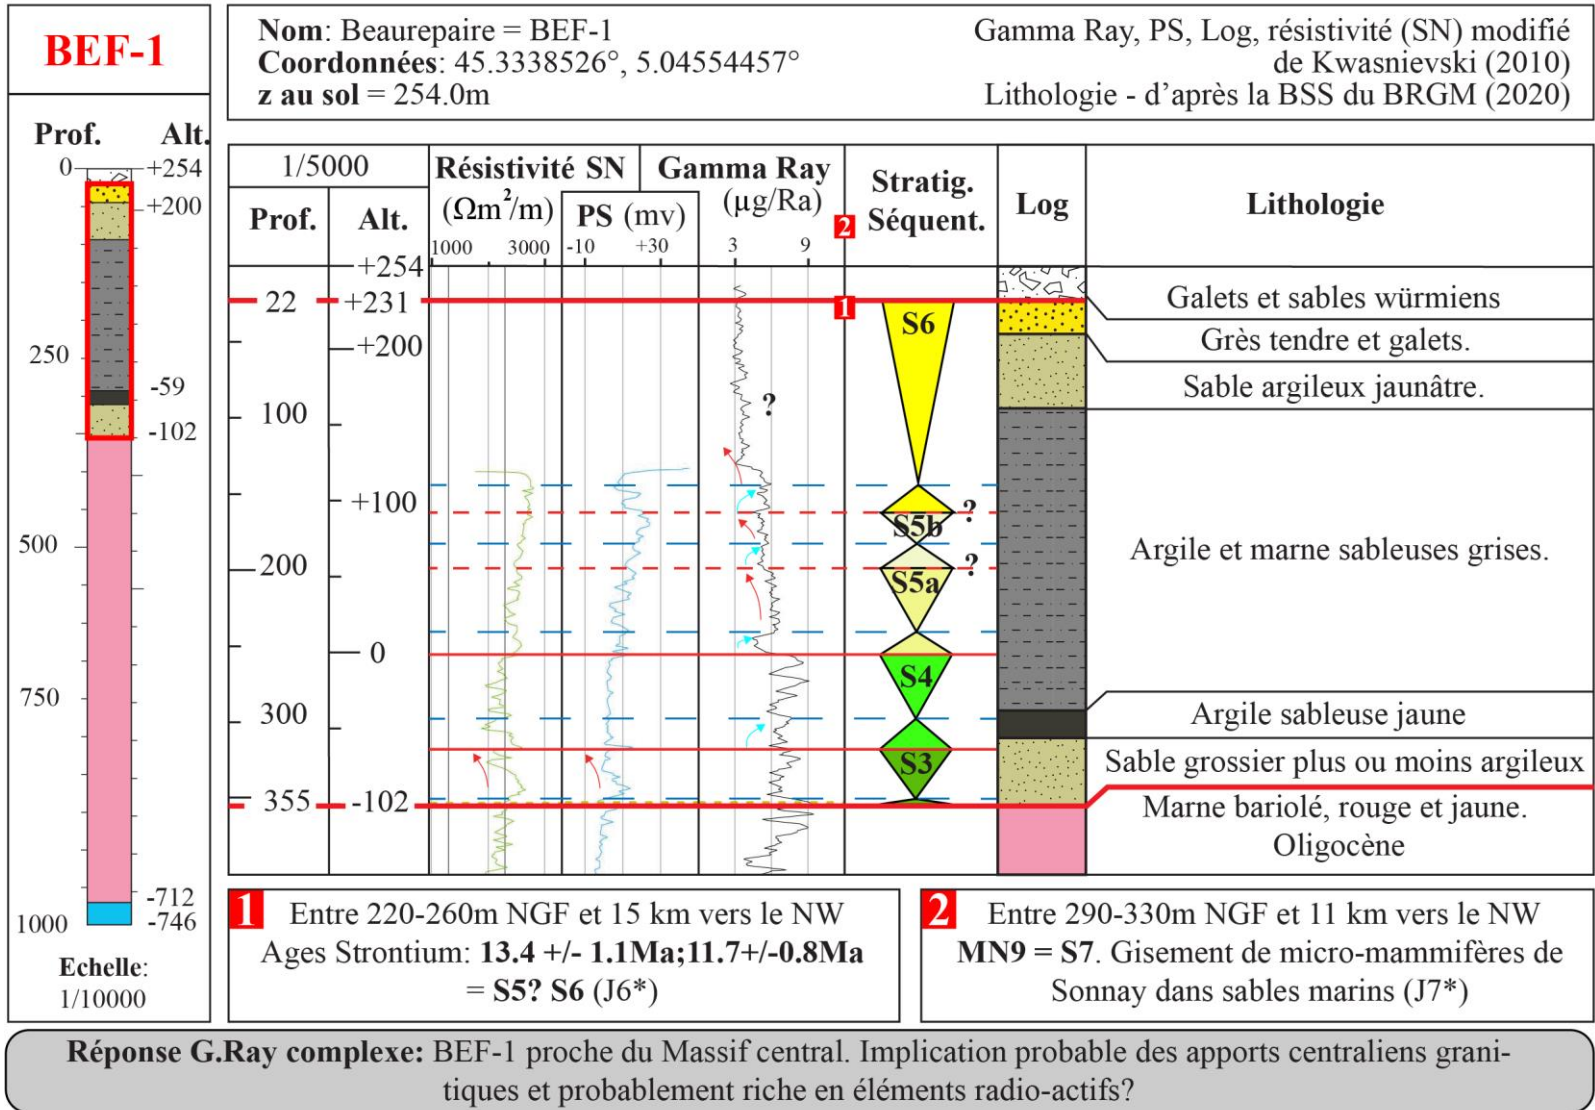 BEF-1
Prof. Alt.
0 +254
+200
250
-59
-102
500
750
-712
1000 -746
Echelle:
1/10000
Nom: Beaurepaire = BEF-1
Coordonnées: 45.3338526°, 5.04554457°
z au sol = 254.0m
Gamma Ray, PS, Log, résistivité (SN) modifié
de Kwasnievski (2010)
Lithologie - d'après la BSS du BRGM (2020)
1/5000
Prof. Alt.
Résistivité SN
(Ωm²/m)
1000 3000
PS (mv)
-10 +30
Gamma Ray
(µg/Ra)
3 9
2
Stratig.
Séquent.
Log
Lithologie
+254
22 +231
1
+200
100
?
+100
200
0
300
355 -102
S6
S5b ?
S5a ?
S4
S3
Galets et sables würmiens
Grès tendre et galets.
Sable argileux jaunâtre.
Argile et marne sableuses grises.
Argile sableuse jaune
Sable grossier plus ou moins argileux
Marne bariolé, rouge et jaune.
Oligocène
1 Entre 220-260m NGF et 15 km vers le NW
Ages Strontium: 13.4 +/- 1.1Ma;11.7+/-0.8Ma
= S5? S6 (J6*)
2 Entre 290-330m NGF et 11 km vers le NW
MN9 = S7. Gisement de micro-mammifères de
Sonnay dans sables marins (J7*)
Réponse G.Ray complexe: BEF-1 proche du Massif central. Implication probable des apports centraliens grani-
tiques et probablement riche en éléments radio-actifs?